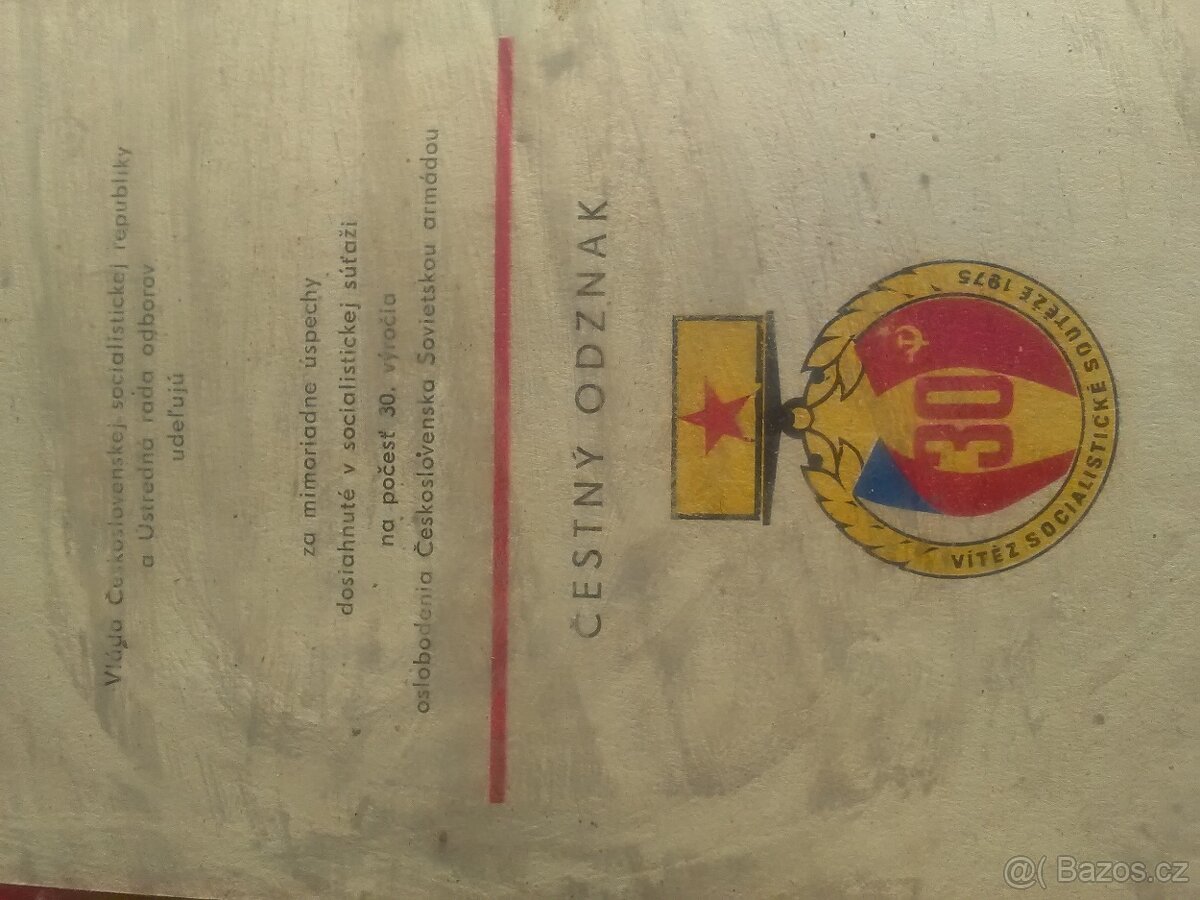 Vláda Československej socialistickej republiky
a Ústredná rada odborov
udeľujú
za mimoriadne úspechy
dosiahnuté v socialistickej súťaži
na počesť 30. výročia
oslobodenia Československa Sovietskou armádou
ČESTNÝ ODZNAK
30
VÍTĚZ SOCIALISTICKÉ SOUTĚŽE 1975
@( Bazos.cz